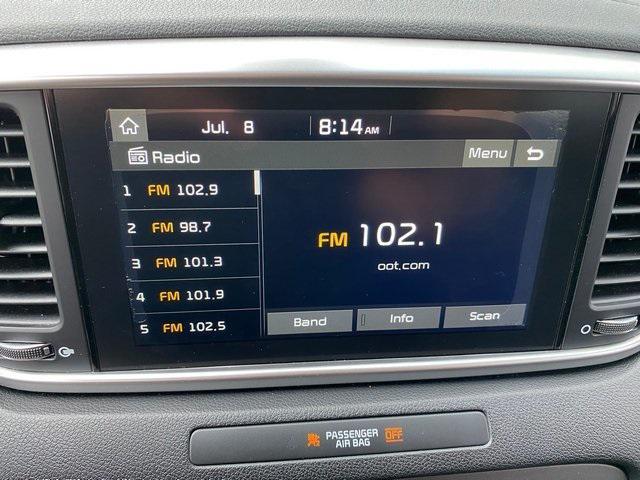 Jul. 8 8:14 AM
Radio Menu
1 FM 102.9
2 FM 98.7
3 FM 101.3
4 FM 101.9
5 FM 102.5
FM 102.1
oot.com
Band Info Scan
PASSENGER
AIR BAG OFF